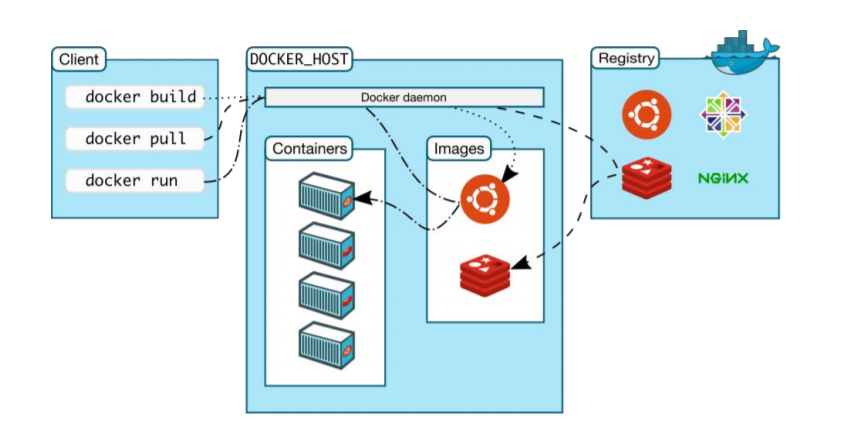 Client
docker build
docker pull
docker run
DOCKER_HOST
Docker daemon
Containers
Images
Registry
NGINX